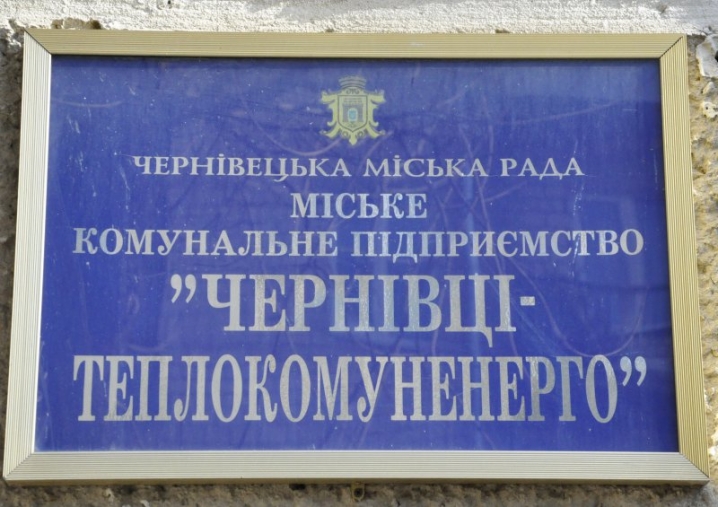 ЧЕРНІВЕЦЬКА МІСЬКА РАДА
МІСЬКЕ
КОМУНАЛЬНЕ ПІДПРИЄМСТВО
”ЧЕРНІВЦІ-
ТЕПЛОКОМУНЕНЕРГО”